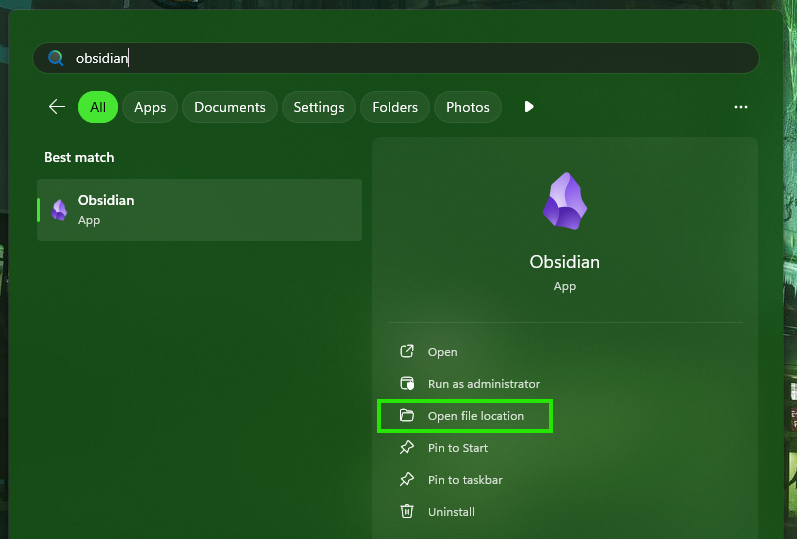 obsidian
All Apps Documents Settings Folders Photos
Best match
Obsidian
App
Obsidian
App
Open
Run as administrator
Open file location
Pin to Start
Pin to taskbar
Uninstall